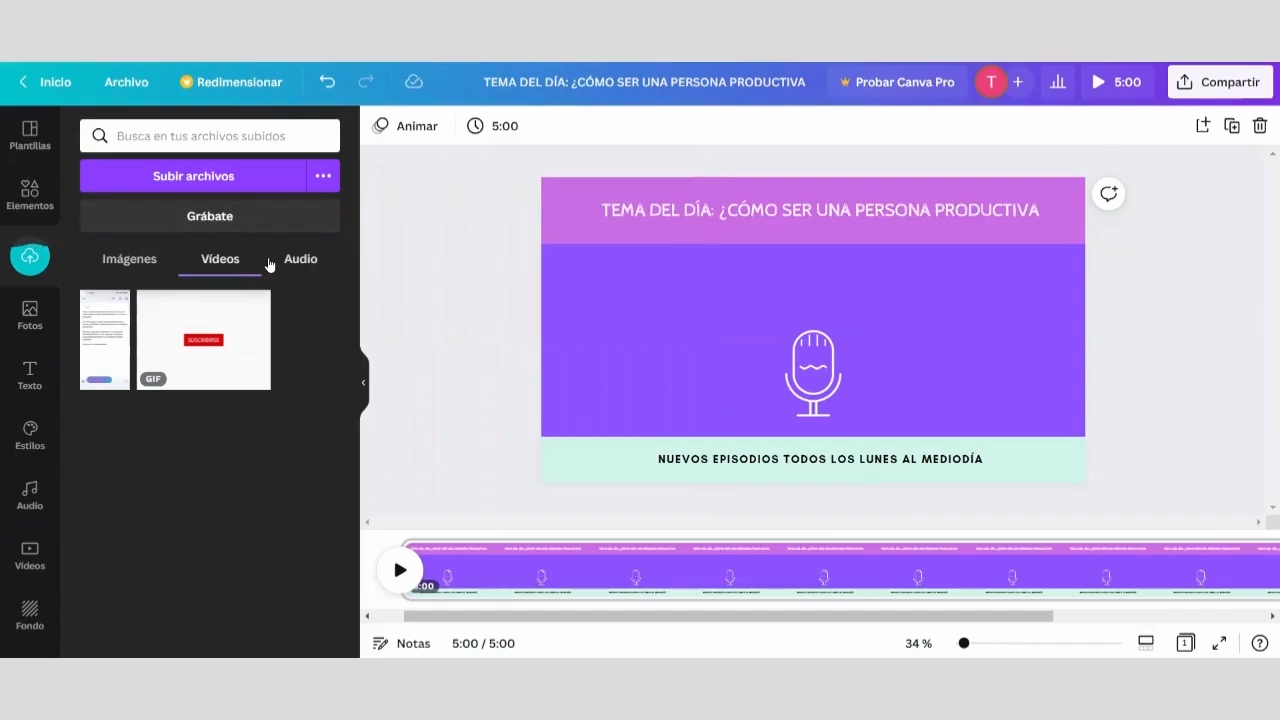 Inicio
Archivo
Redimensionar
TEMA DEL DÍA: ¿CÓMO SER UNA PERSONA PRODUCTIVA
Probar Canva Pro
T
+
5:00
Compartir
Plantillas
Elementos
Fotos
Texto
Estilos
Audio
Vídeos
Fondo
Busca en tus archivos subidos
Subir archivos
Grábate
Imágenes
Vídeos
Audio
SUSCRIBIRSE
GIF
Animar
5:00
TEMA DEL DÍA: ¿CÓMO SER UNA PERSONA PRODUCTIVA
NUEVOS EPISODIOS TODOS LOS LUNES AL MEDIODÍA
:00
Notas
5:00 / 5:00
34 %
1
?